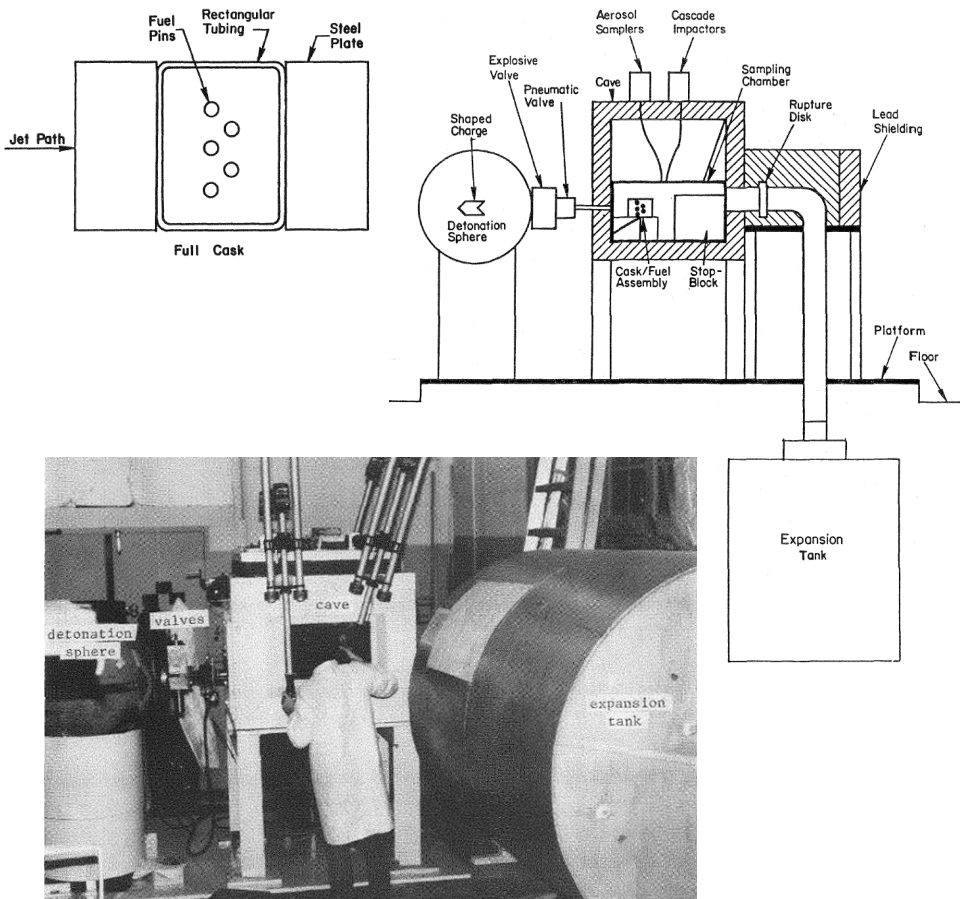 Fuel
Pins
Rectangular
Tubing
Steel
Plate
Jet Path
Full Cask
Aerosol
Samplers
Cascade
Impactors
Explosive
Valve
Cave
Pneumatic
Valve
Sampling
Chamber
Rupture
Disk
Lead
Shielding
Shaped
Charge
Detonation
Sphere
Cask/Fuel
Assembly
Stop-
Block
Platform
Floor
Expansion
Tank
cave
valves
detonation
sphere
expansion
tank